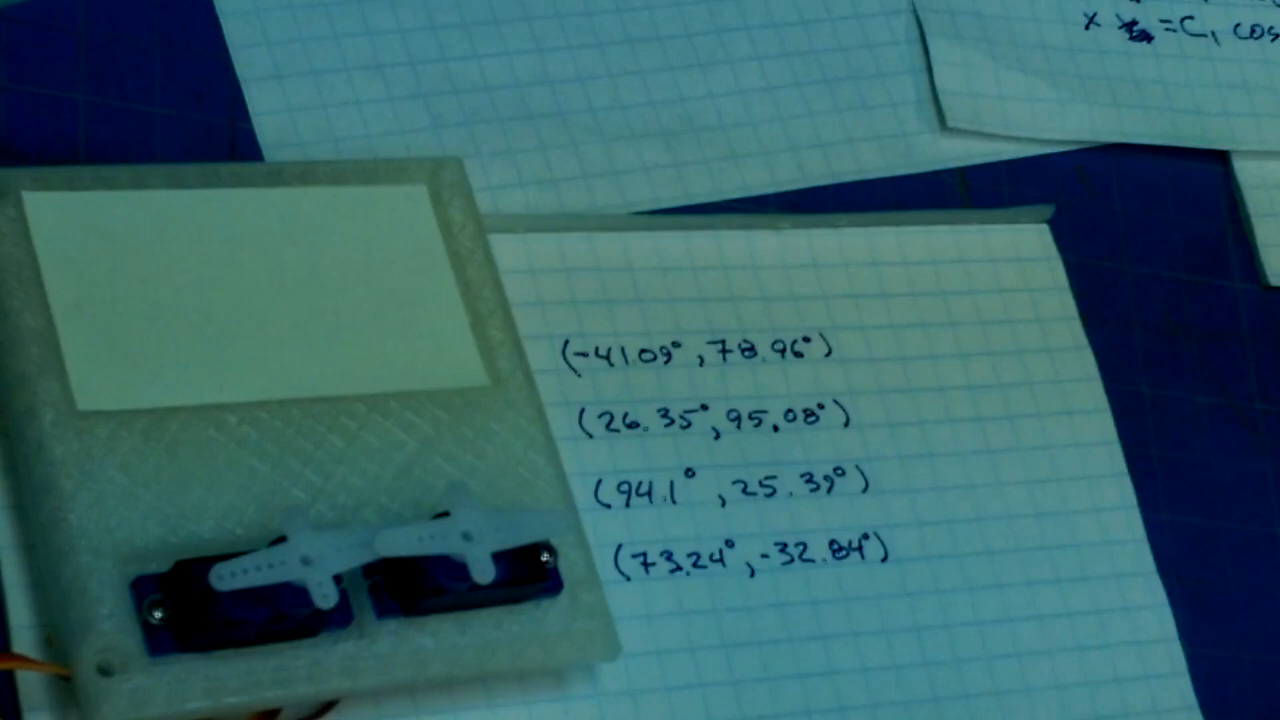 x = C₁ cos
(-41.09°, 78.96°)
(26.35°, 95.08°)
(94.1°, 25.39°)
(73.24°, -32.84°)